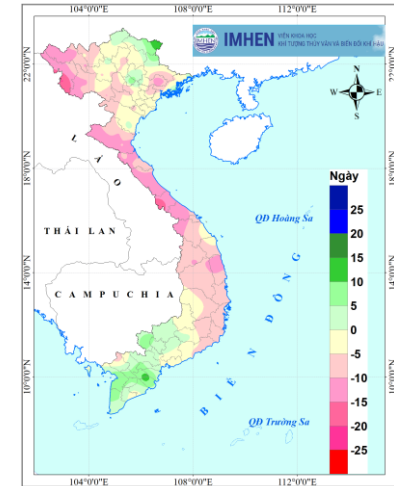 104°0'0"E 108°0'0"E 112°0'0"E
IMHEN
IMHEN
VIỆN KHOA HỌC
KHÍ TƯỢNG THỦY VĂN VÀ BIẾN ĐỔI KHÍ HẬU
22°0'0"N
N
W E
S
LÀO
18°0'0"N
Ngày
25
20
15
10
5
0
-5
-10
-15
-20
-25
QĐ Hoàng Sa
THÁI LAN
14°0'0"N
CAMPUCHIA
BIỂN ĐÔNG
10°0'0"N
QĐ Trường Sa
104°0'0"E 108°0'0"E 112°0'0"E